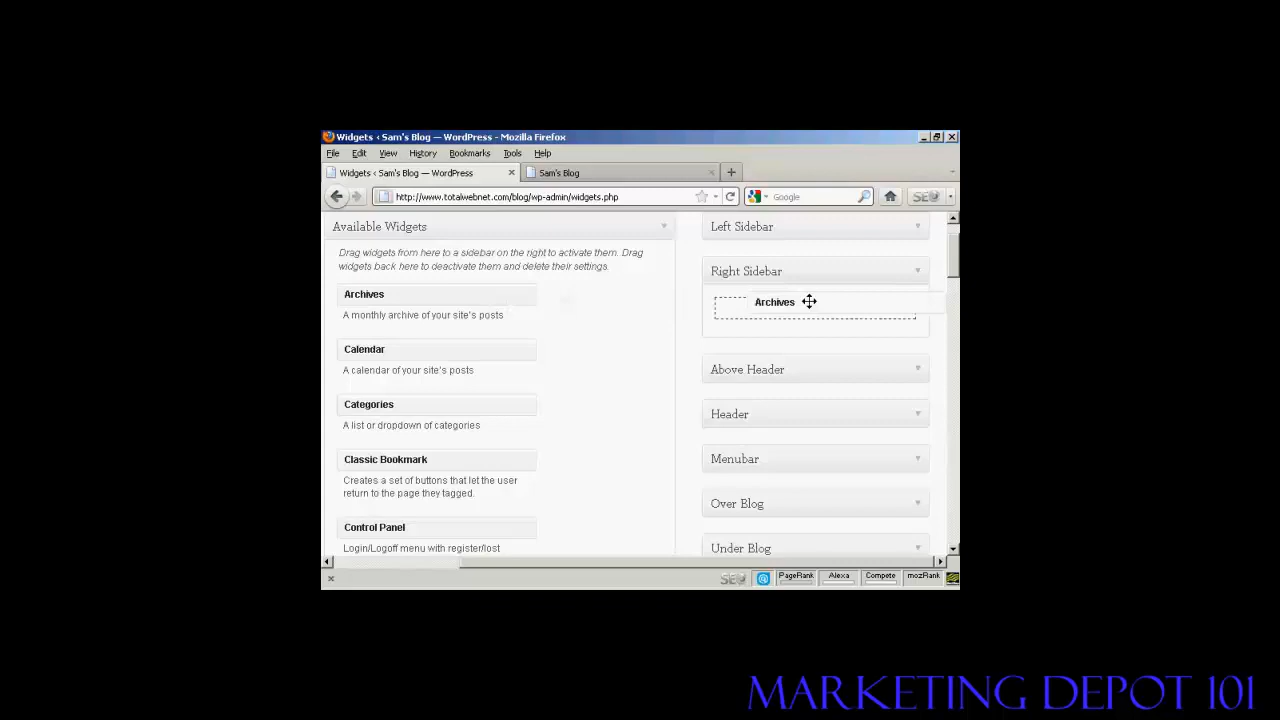 Widgets ‹ Sam's Blog — WordPress - Mozilla Firefox
File Edit View History Bookmarks Tools Help
Widgets ‹ Sam's Blog — WordPress
Sam's Blog
http://www.totalwebnet.com/blog/wp-admin/widgets.php
Google
SEO
Available Widgets
Drag widgets from here to a sidebar on the right to activate them. Drag
widgets back here to deactivate them and delete their settings.
Archives
A monthly archive of your site's posts
Calendar
A calendar of your site's posts
Categories
A list or dropdown of categories
Classic Bookmark
Creates a set of buttons that let the user
return to the page they tagged.
Control Panel
Login/Logoff menu with register/lost
Left Sidebar
Right Sidebar
Archives
Above Header
Header
Menubar
Over Blog
Under Blog
SEO
PageRank
Alexa
Compete
mozRank
MARKETING DEPOT 101